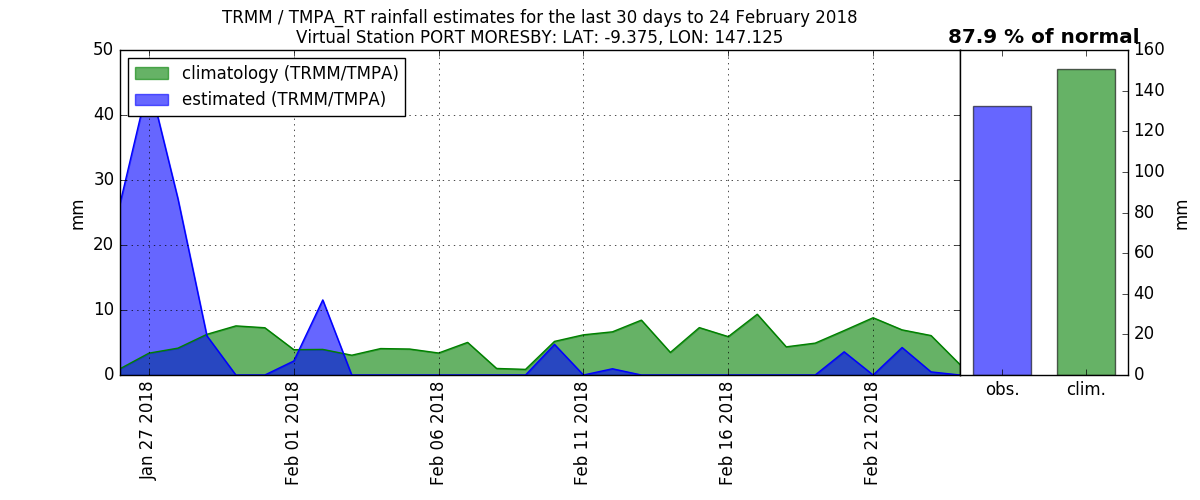 TRMM / TMPA_RT rainfall estimates for the last 30 days to 24 February 2018
Virtual Station PORT MORESBY: LAT: -9.375, LON: 147.125
87.9 % of normal
climatology (TRMM/TMPA)
estimated (TRMM/TMPA)
50
40
30
20
10
0
mm
Jan 27 2018
Feb 01 2018
Feb 06 2018
Feb 11 2018
Feb 16 2018
Feb 21 2018
obs.
clim.
160
140
120
100
80
60
40
20
0
mm